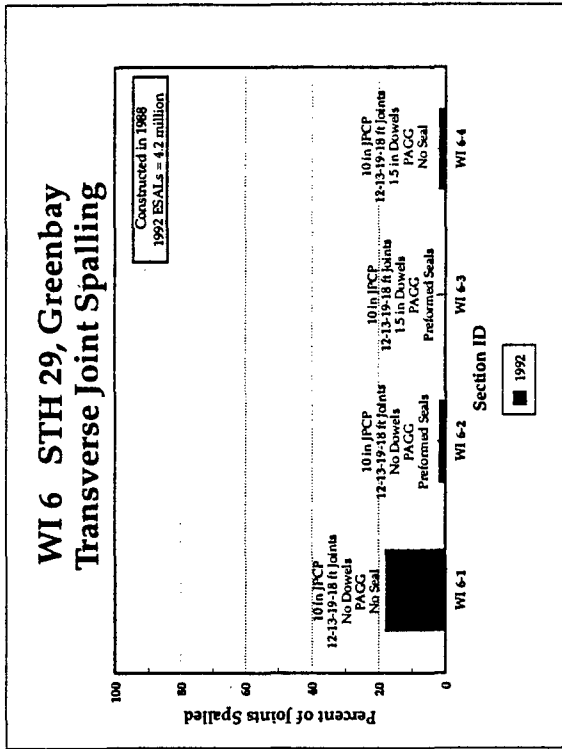 WI 6 STH 29, Greenbay
Transverse Joint Spalling
Constructed in 1988
1992 ESALs = 4.2 million
Percent of Joints Spalled
100
80
60
40
20
0
10 in JPCP
12-13-19-18 ft Joints
No Dowels
PAGG
No Seal
10 in JPCP
12-13-19-18 ft Joints
No Dowels
PAGG
Preformed Seals
10 in JPCP
12-13-19-18 ft Joints
1.5 in Dowels
PAGG
Preformed Seals
10 in JPCP
12-13-19-18 ft Joints
1.5 in Dowels
PAGG
No Seal
WI 6-1
WI 6-2
WI 6-3
WI 6-4
Section ID
1992